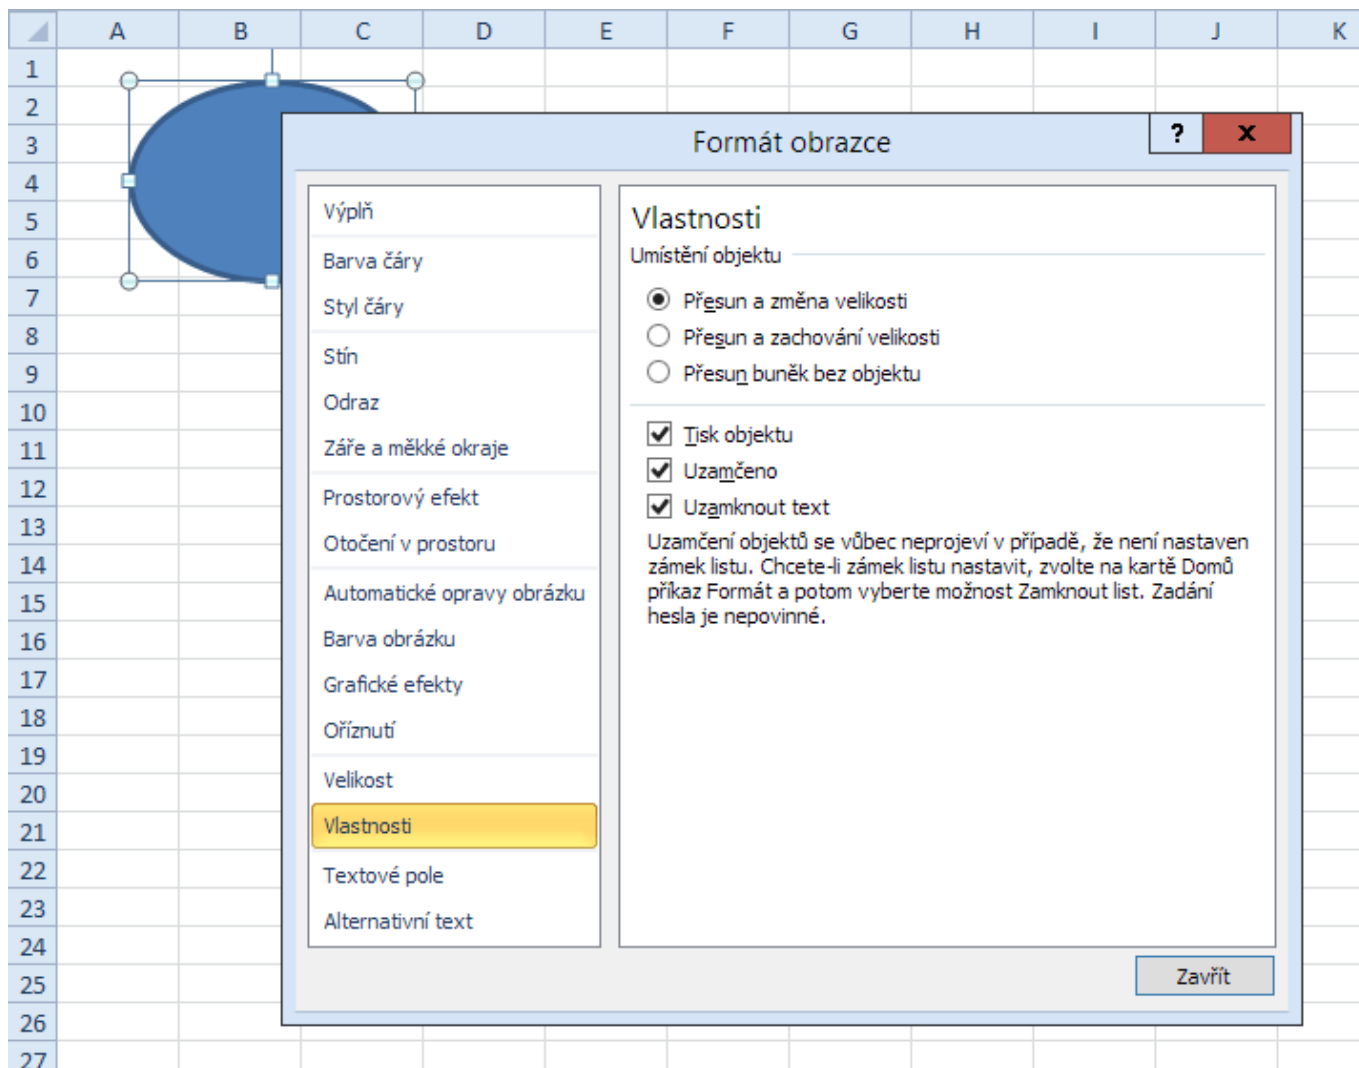 A B C D E F G H I J K
1
2
3
4
5
6
7
8
9
10
11
12
13
14
15
16
17
18
19
20
21
22
23
24
25
26
27
Formát obrazce
? x
Výplň
Barva čáry
Styl čáry
Stín
Odraz
Záře a měkké okraje
Prostorový efekt
Otočení v prostoru
Automatické opravy obrázku
Barva obrázku
Grafické efekty
Oříznutí
Velikost
Vlastnosti
Textové pole
Alternativní text
Vlastnosti
Umístění objektu
Přesun a změna velikosti
Přesun a zachování velikosti
Přesun buněk bez objektu
Tisk objektu
Uzamčeno
Uzamknout text
Uzamčení objektů se vůbec neprojeví v případě, že není nastaven
zámek listu. Chcete-li zámek listu nastavit, zvolte na kartě Domů
příkaz Formát a potom vyberte možnost Zamknout list. Zadání
hesla je nepovinné.
Zavřít